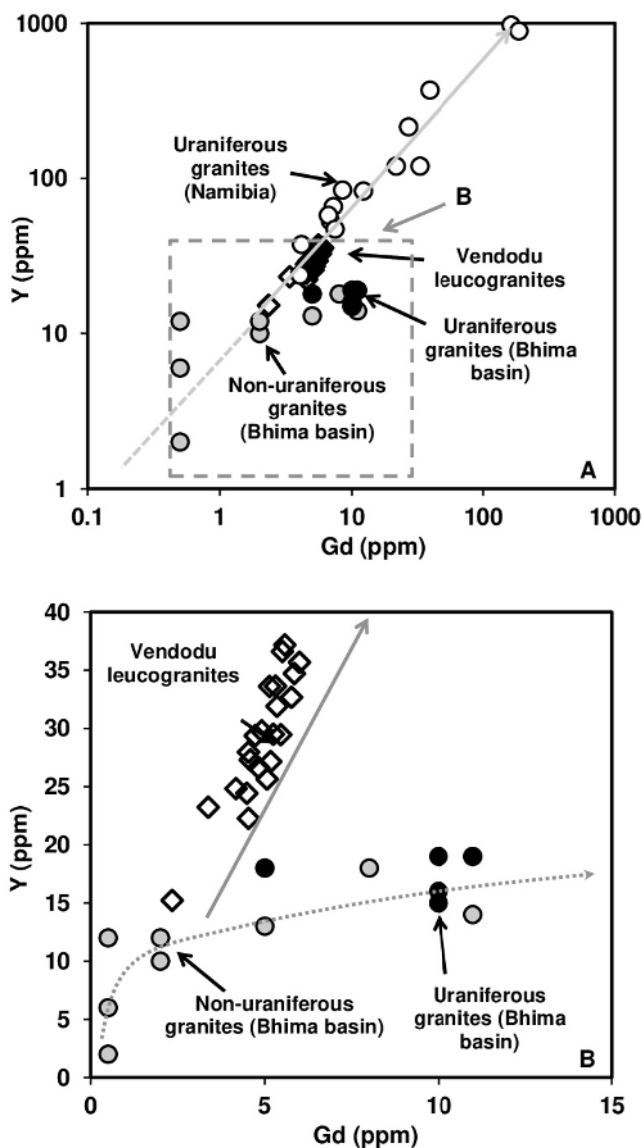 1000
Uraniferous
granites
(Namibia)
100
B
Vendodu
leucogranites
Y (ppm)
10
Uraniferous
granites (Bhima
basin)
Non-uraniferous
granites
(Bhima basin)
A
1
0.1
1
10
100
1000
Gd (ppm)
40
Vendodu
leucogranites
35
30
25
Y (ppm)
20
15
10
Non-uraniferous
granites (Bhima basin)
Uraniferous
granites (Bhima
basin)
5
B
0
0
5
10
15
Gd (ppm)